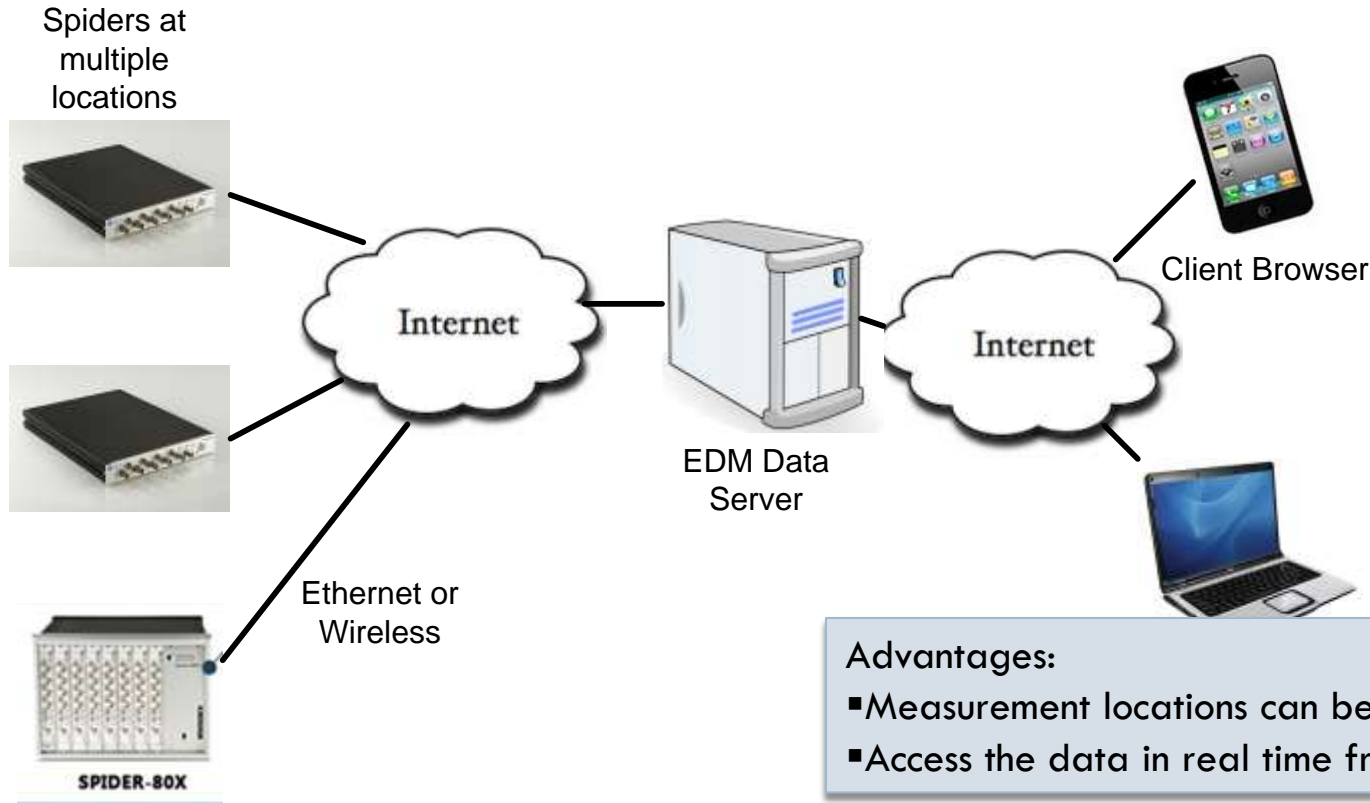 Spiders at
multiple
locations
Internet
Internet
Client Browser
EDM Data
Server
Ethernet or
Wireless
SPIDER-80X
Advantages:
▪Measurement locations can be
▪Access the data in real time fr